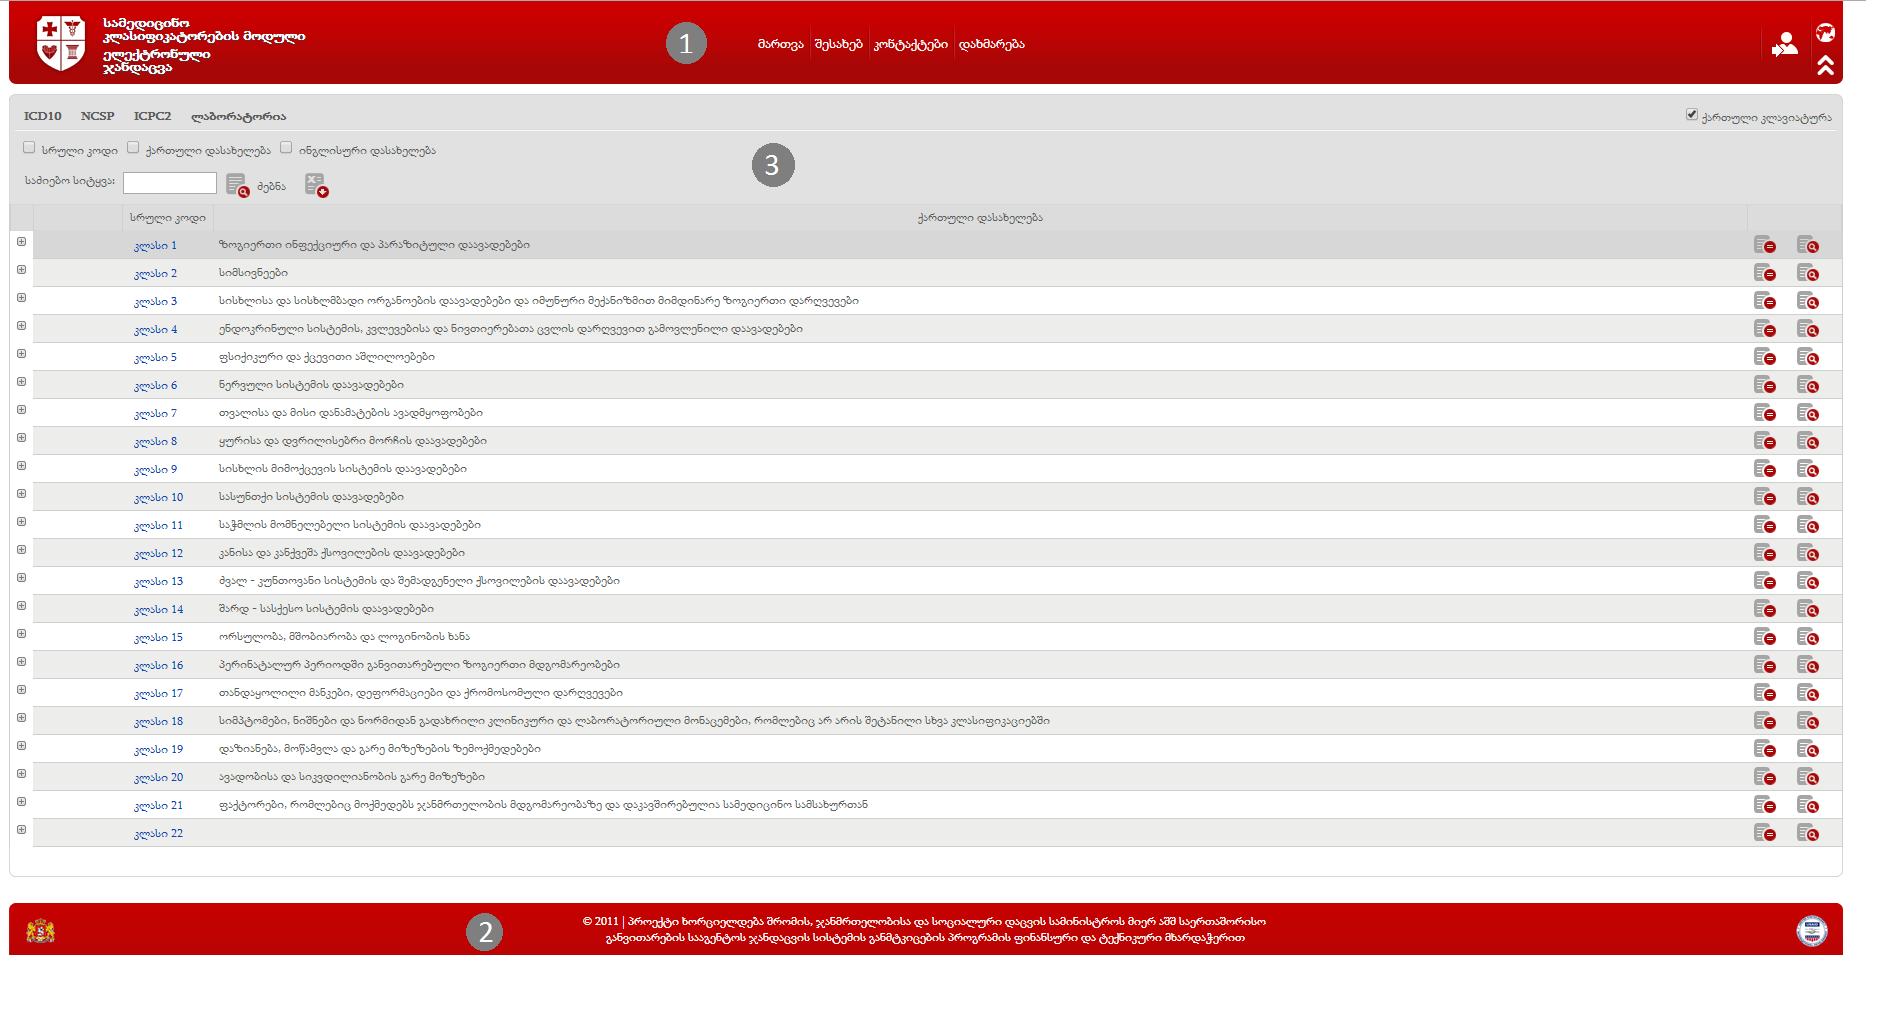 სამედიცინო
კლასიფიკატორების მოდული
ელექტრონული
ჯანდაცვა
1
მართვა შესახებ კონტაქტები დახმარება
ICD10 NCSP ICPC2 ლაბორატორია
ქართული კლავიატურა
სრული კოდი ქართული დასახელება ინგლისური დასახელება
3
საძიებო სიტყვა: ძებნა
სრული კოდი ქართული დასახელება
კლასი 1 ზოგიერთი ინფექციური და პარაზიტული დაავადებები
კლასი 2 სიმსივნეები
კლასი 3 სისხლისა და სისხლმბადი ორგანოების დაავადებები და იმუნური მექანიზმით მიმდინარე ზოგიერთი დარღვევები
კლასი 4 ენდოკრინული სისტემის, კვლევებისა და ნივთიერებათა ცვლის დარღვევით გამოვლენილი დაავადებები
კლასი 5 ფსიქიკური და ქცევითი აშლილოებები
კლასი 6 ნერვული სისტემის დაავადებები
კლასი 7 თვალისა და მისი დანამატების ავადმყოფობები
კლასი 8 ყურისა და დვრილისებრი მორჩის დაავადებები
კლასი 9 სისხლის მიმოქცევის სისტემის დაავადებები
კლასი 10 სასუნთქი სისტემის დაავადებები
კლასი 11 საჭმლის მომნელებელი სისტემის დაავადებები
კლასი 12 კანისა და კანქვეშა ქსოვილების დაავადებები
კლასი 13 ძვალ - კუნთოვანი სისტემის და შემადგენელი ქსოვილების დაავადებები
კლასი 14 შარდ - სასქესო სისტემის დაავადებები
კლასი 15 ორსულობა, მშობიარობა და ლოგინობის ხანა
კლასი 16 პერინატალურ პერიოდში განვითარებული ზოგიერთი მდგომარეობები
კლასი 17 თანდაყოლილი მანკები, დეფორმაციები და ქრომოსომული დარღვევები
კლასი 18 სიმპტომები, ნიშნები და ნორმიდან გადახრილი კლინიკური და ლაბორატორიული მონაცემები, რომლებიც არ არის შეტანილი სხვა კლასიფიკაციებში
კლასი 19 დაზიანება, მოწამვლა და გარე მიზეზების ზემოქმედებები
კლასი 20 ავადობისა და სიკვდილიანობის გარე მიზეზები
კლასი 21 ფაქტორები, რომლებიც მოქმედებს ჯანმრთელობის მდგომარეობაზე და დაკავშირებულია სამედიცინო სამსახურთან
კლასი 22
2
© 2011 | პროექტი ხორციელდება შრომის, ჯანმრთელობისა და სოციალური დაცვის სამინისტროს მიერ აშშ საერთაშორისო
განვითარების სააგენტოს ჯანდაცვის სისტემის განმტკიცების პროგრამის ფინანსური და ტექნიკური მხარდაჭერით